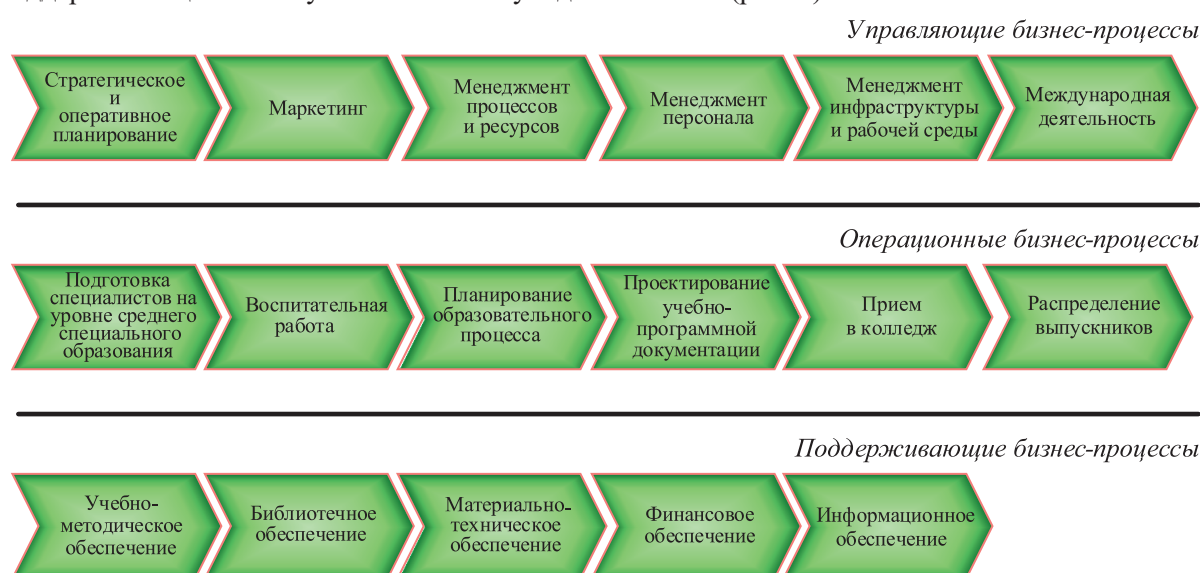 Управляющие бизнес-процессы
Стратегическое
и
оперативное
планирование
Маркетинг
Менеджмент
процессов
и ресурсов
Менеджмент
персонала
Менеджмент
инфраструктуры
и рабочей среды
Международная
деятельность
Операционные бизнес-процессы
Подготовка
специалистов на
уровне среднего
специального
образования
Воспитательная
работа
Планирование
образовательного
процесса
Проектирование
учебно-
программной
документации
Прием
в колледж
Распределение
выпускников
Поддерживающие бизнес-процессы
Учебно-
методическое
обеспечение
Библиотечное
обеспечение
Материально-
техническое
обеспечение
Финансовое
обеспечение
Информационное
обеспечение